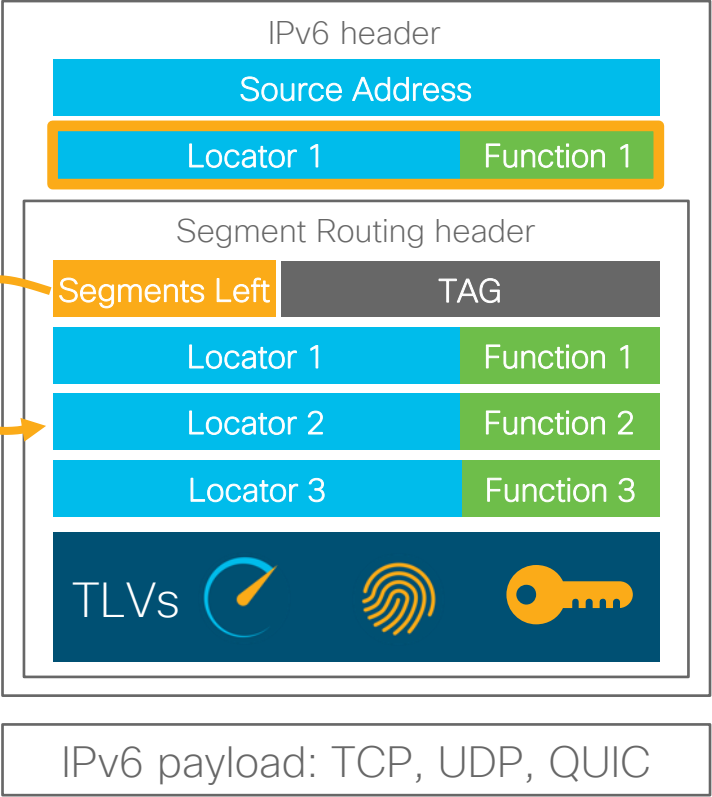 IPv6 header
Source Address
Locator 1 Function 1
Segment Routing header
Segments Left TAG
Locator 1 Function 1
Locator 2 Function 2
Locator 3 Function 3
TLVs
IPv6 payload: TCP, UDP, QUIC